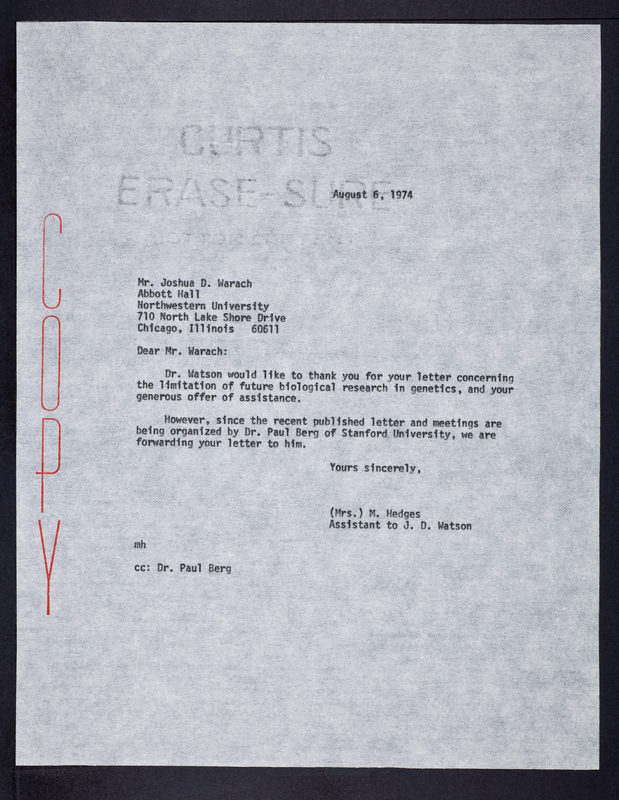 CURTIS
ERASE-SURE
August 6, 1974
COPY
Mr. Joshua D. Warach
Abbott Hall
Northwestern University
710 North Lake Shore Drive
Chicago, Illinois 60611
Dear Mr. Warach:
Dr. Watson would like to thank you for your letter concerning
the limitation of future biological research in genetics, and your
generous offer of assistance.
However, since the recent published letter and meetings are
being organized by Dr. Paul Berg of Stanford University, we are
forwarding your letter to him.
Yours sincerely,
(Mrs.) M. Hedges
Assistant to J. D. Watson
mh
cc: Dr. Paul Berg